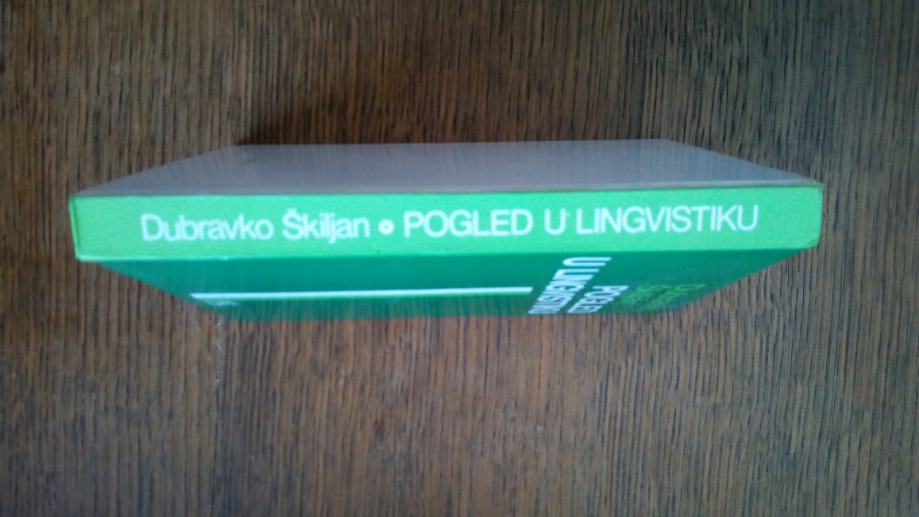 Dubravko Škiljan • POGLED U LINGVISTIKU
POGLED
U LINGVISTIKU